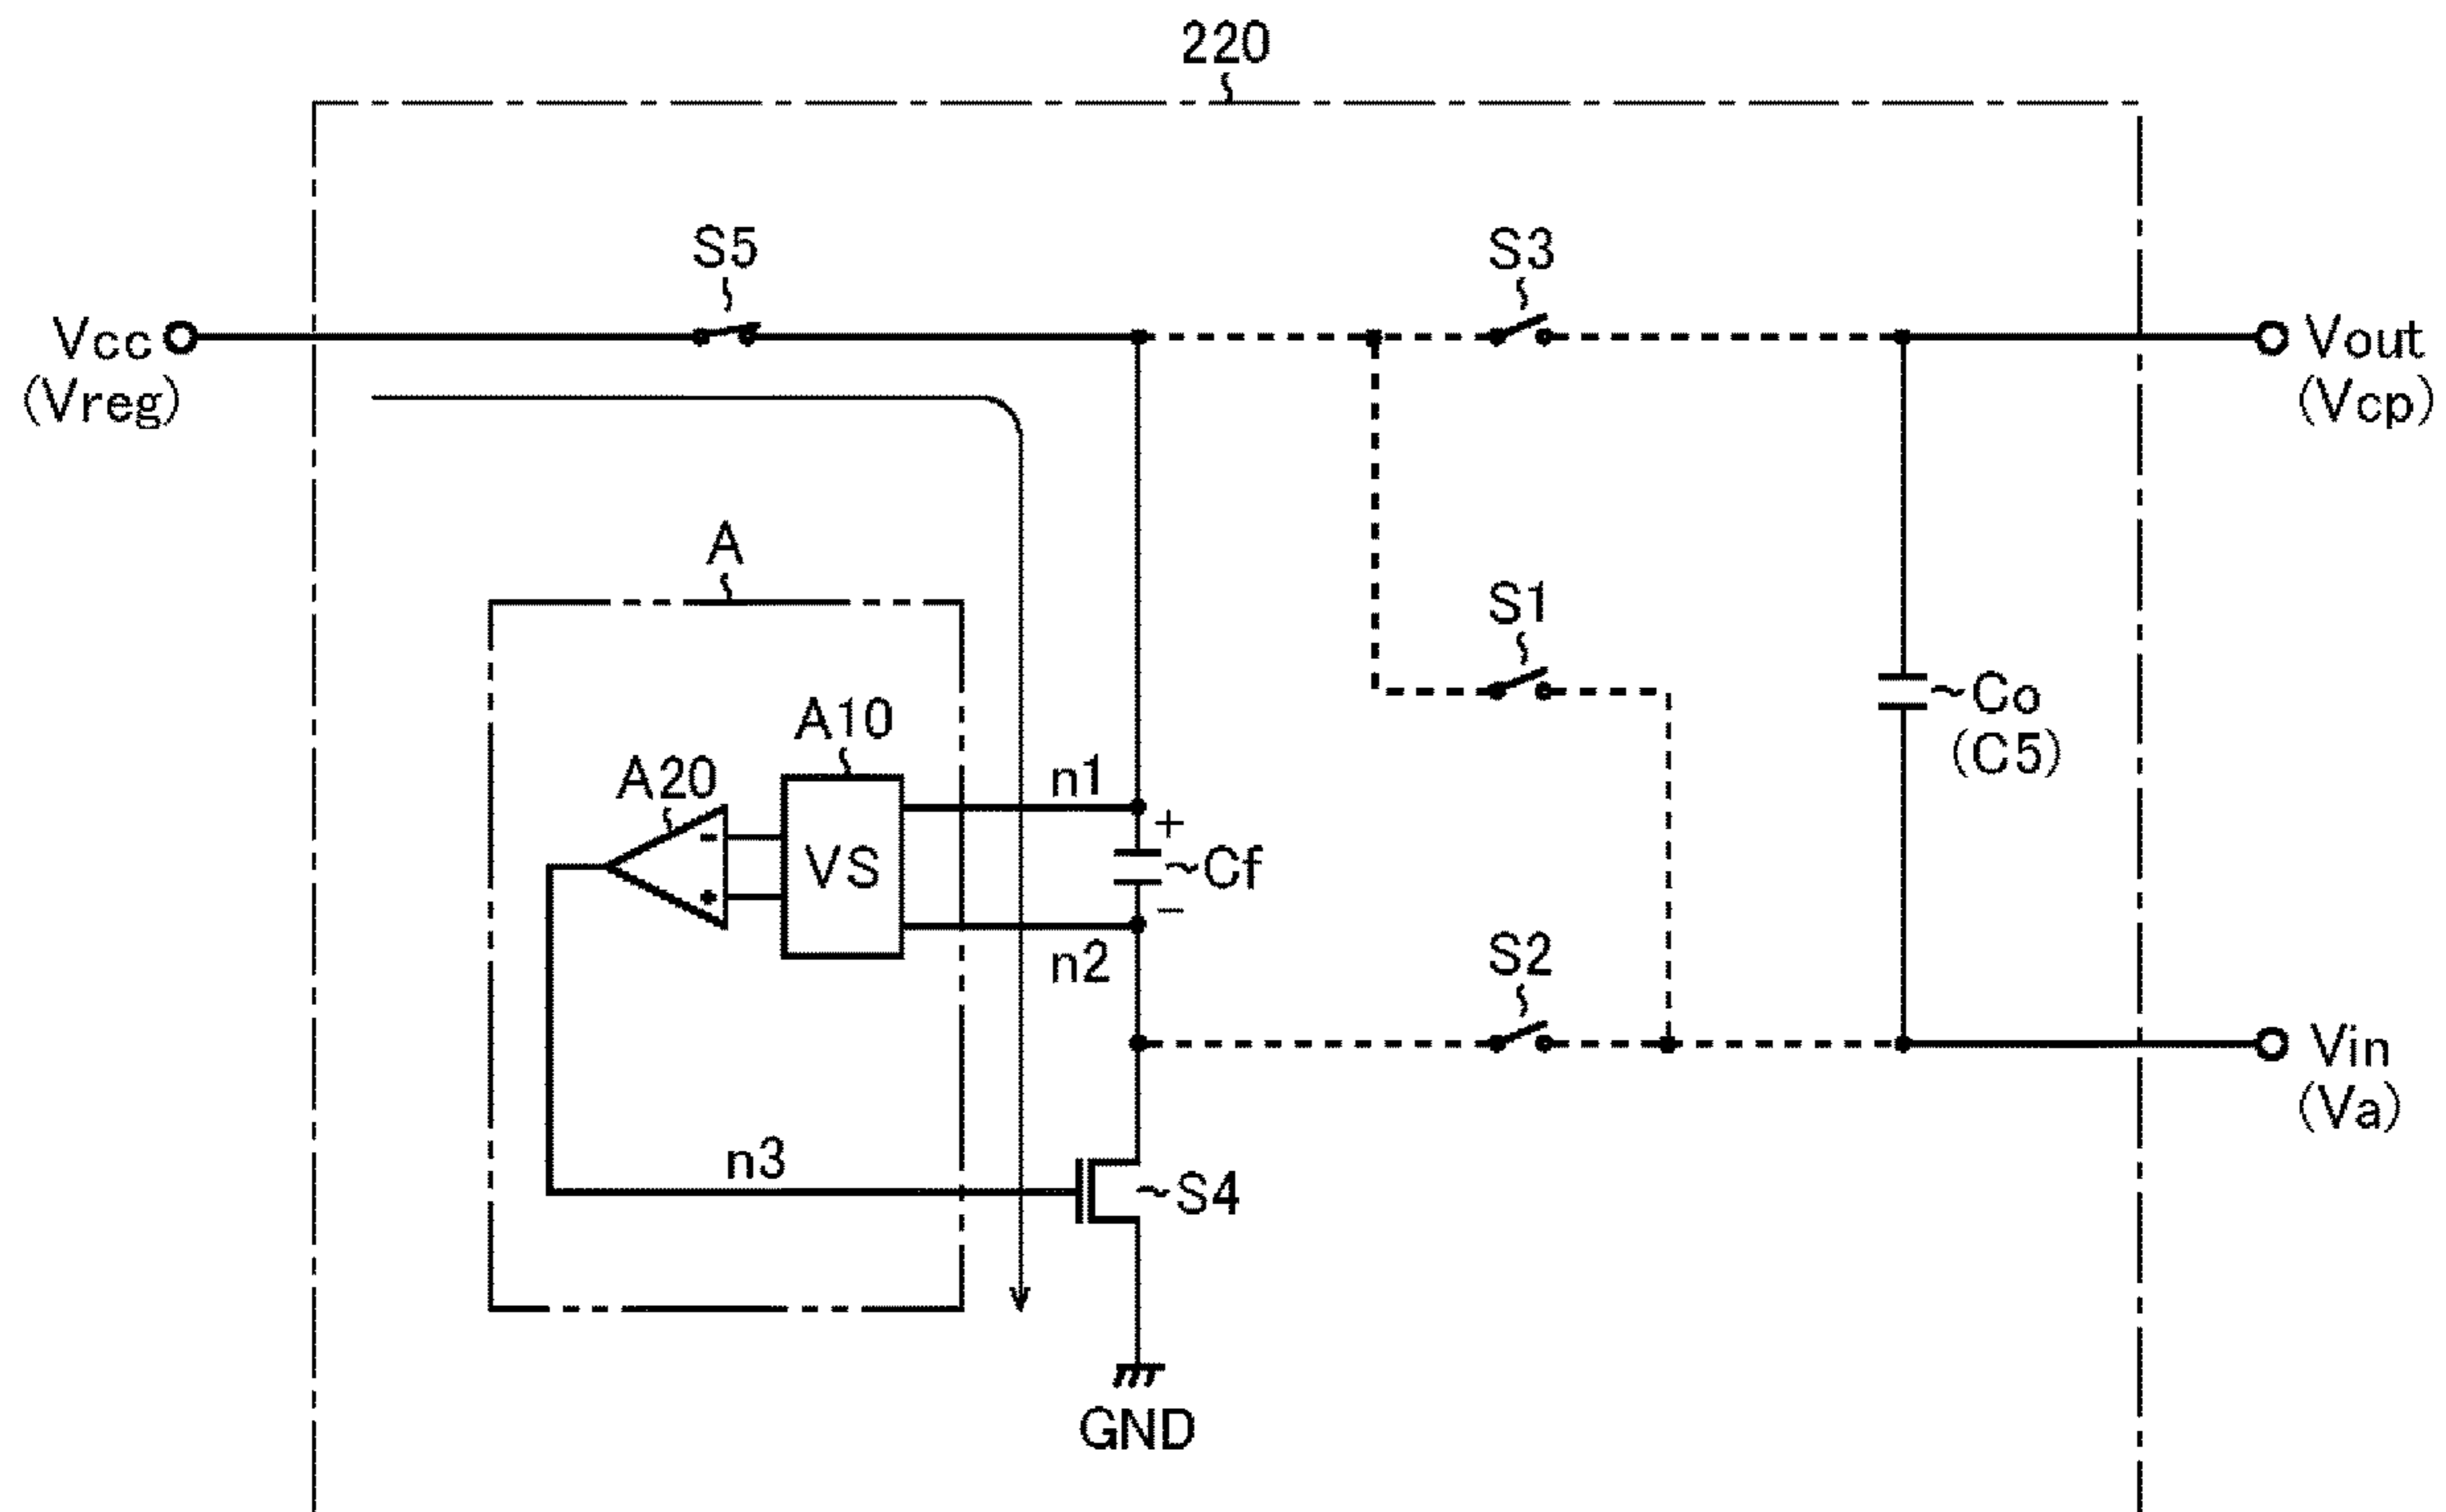 220
S5
S3
Vcc
(Vreg)
Vout
(Vcp)
A
S1
A10
A20
n1
+
-
VS
~Cf
~Co
(C5)
+
−
n2
S2
Vin
(Va)
n3
~S4
GND